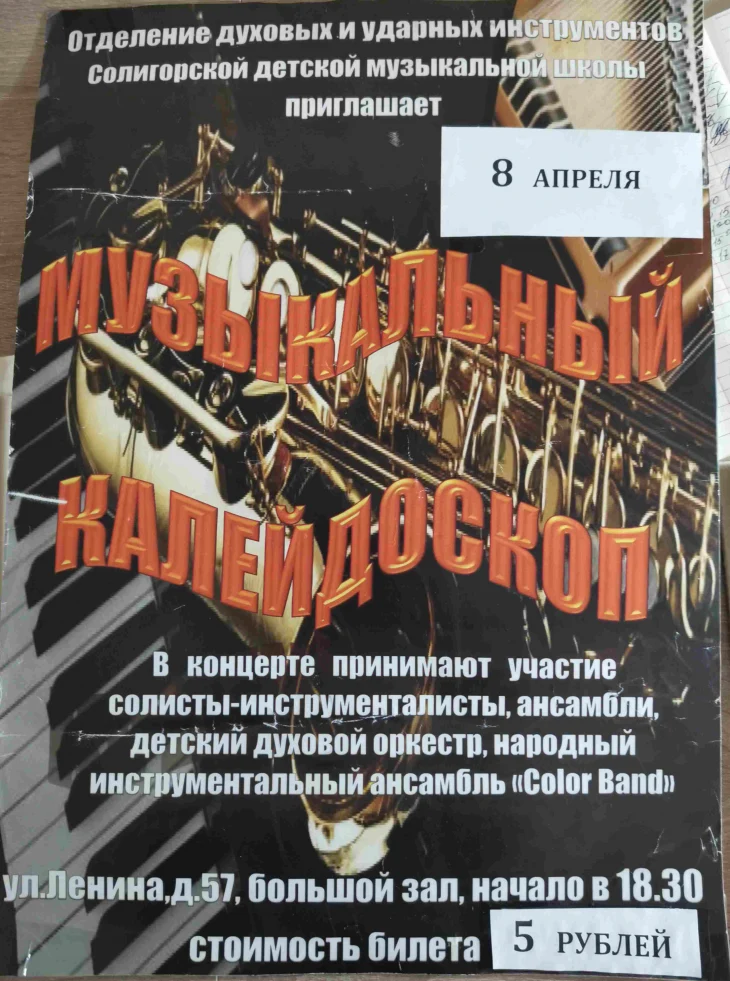 Отделение духовых и ударных инструментов
Солигорской детской музыкальной школы
приглашает
8 АПРЕЛЯ
МУЗЫКАЛЬНЫЙ
КАЛЕЙДОСКОП
В концерте принимают участие
солисты-инструменталисты, ансамбли,
детский духовой оркестр, народный
инструментальный ансамбль «Color Band»
ул.Ленина,д.57, большой зал, начало в 18.30
стоимость билета 5 РУБЛЕЙ